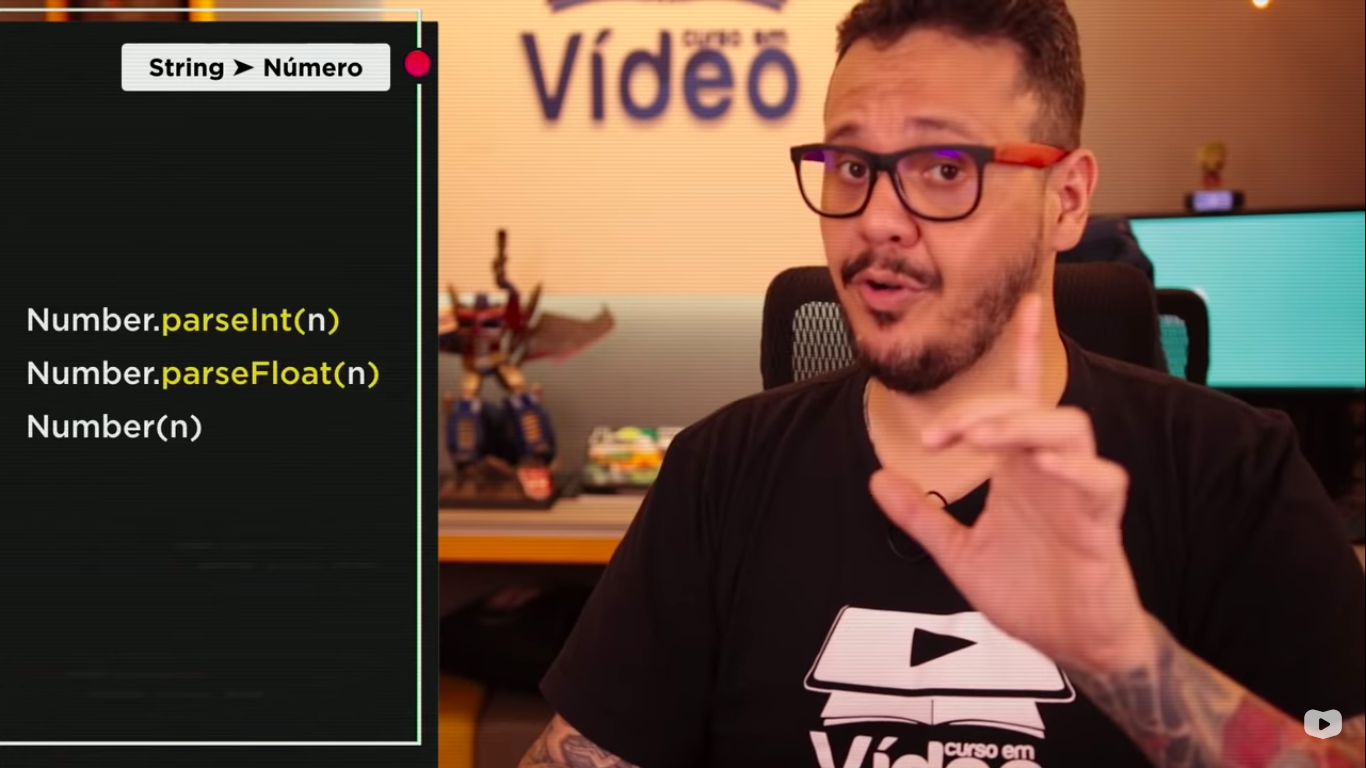 String ➤ Número
Number.parseInt(n)
Number.parseFloat(n)
Number(n)
curso em
Vídeo
curso em
Vídeo